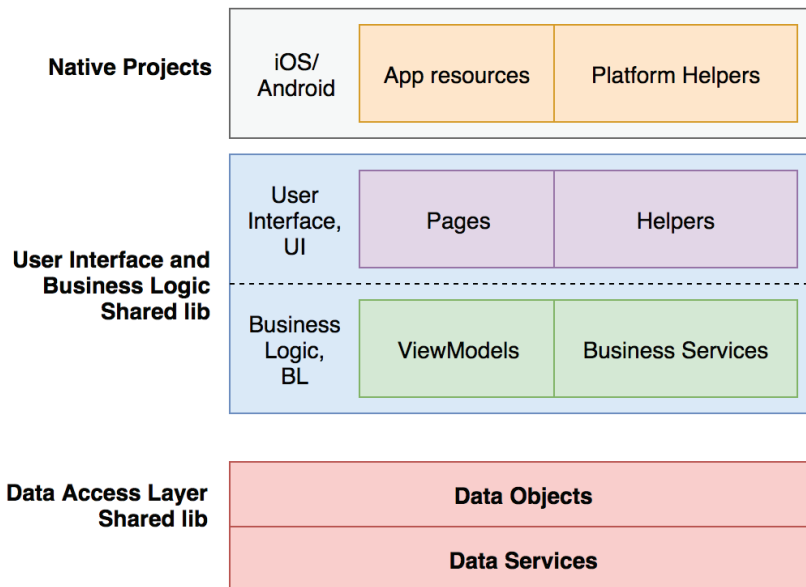 Native Projects
iOS/
Android
App resources
Platform Helpers
User Interface and
Business Logic
Shared lib
User
Interface,
UI
Pages
Helpers
Business
Logic,
BL
ViewModels
Business Services
Data Access Layer
Shared lib
Data Objects
Data Services